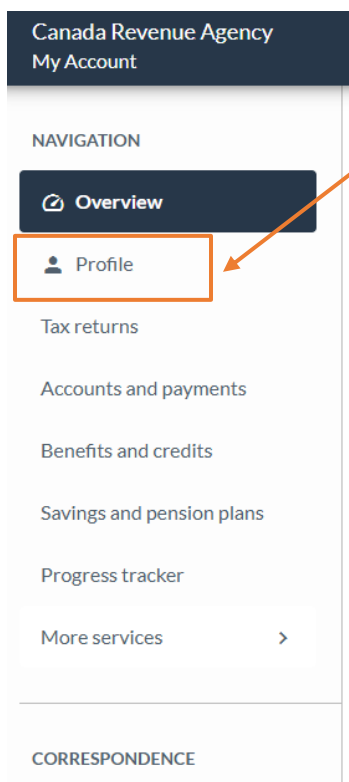 Canada Revenue Agency
My Account
NAVIGATION
Overview
Profile
Tax returns
Accounts and payments
Benefits and credits
Savings and pension plans
Progress tracker
More services
CORRESPONDENCE